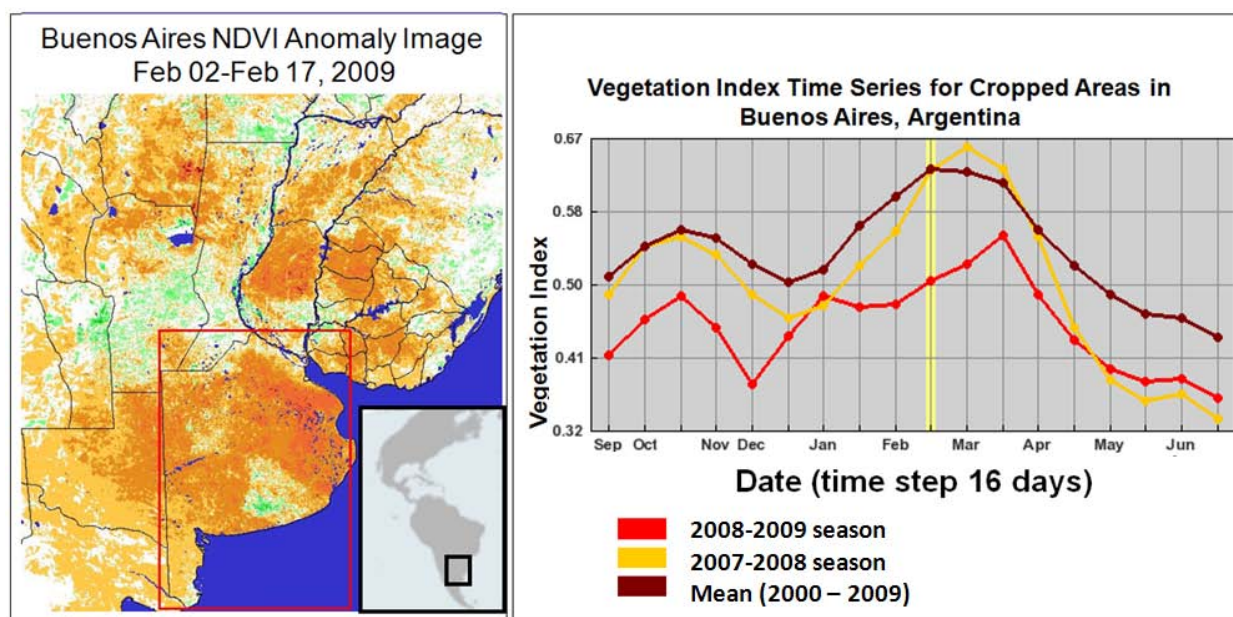 Buenos Aires NDVI Anomaly Image
Feb 02-Feb 17, 2009
Vegetation Index Time Series for Cropped Areas in
Buenos Aires, Argentina
Vegetation Index
0.67
0.58
0.50
0.41
0.32
Sep Oct Nov Dec Jan Feb Mar Apr May Jun
Date (time step 16 days)
2008-2009 season
2007-2008 season
Mean (2000 – 2009)